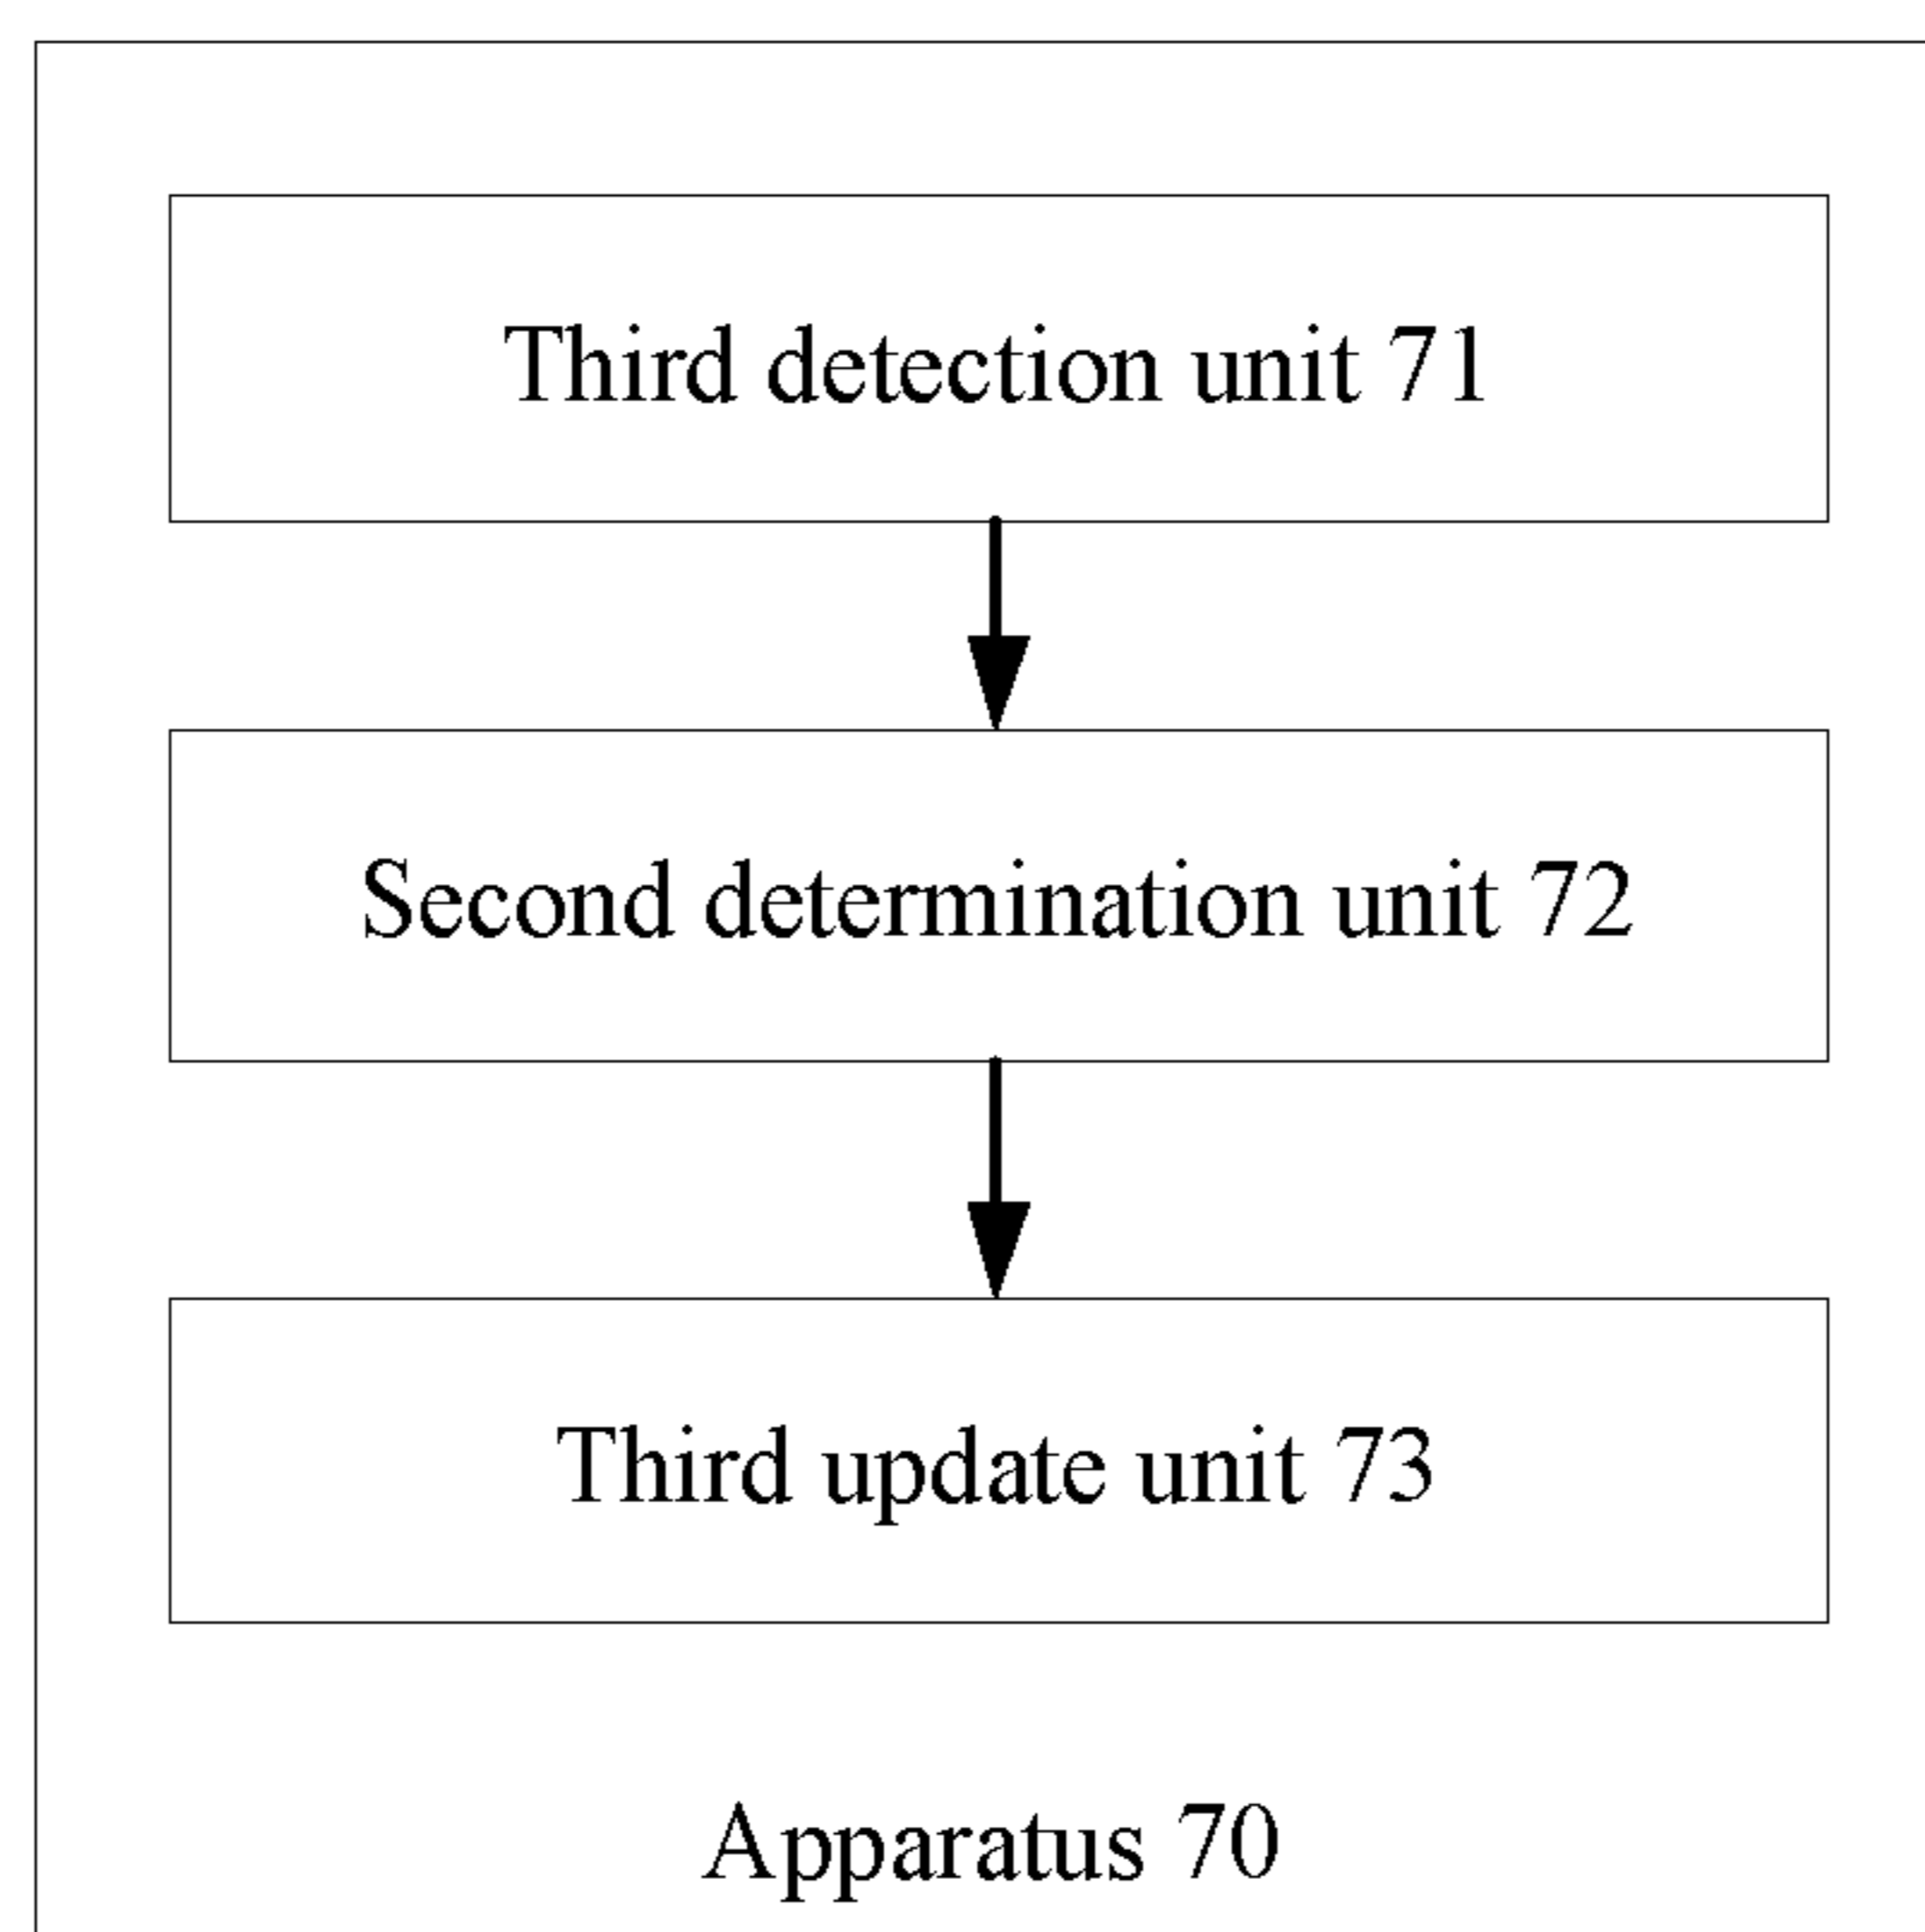 Third detection unit 71
Second determination unit 72
Third update unit 73
Apparatus 70